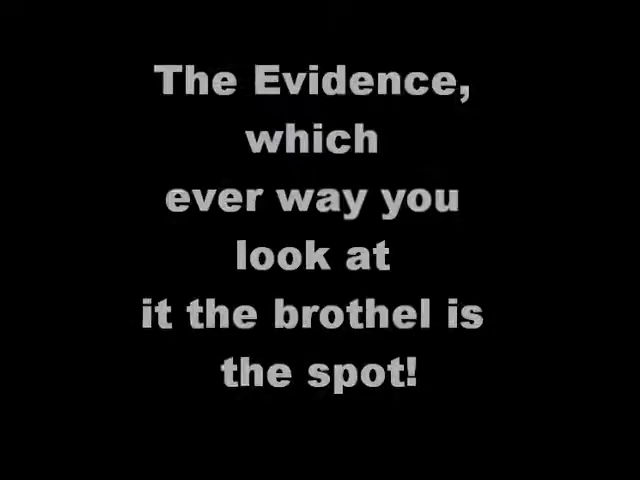 The Evidence,
which
ever way you
look at
it the brothel is
the spot!